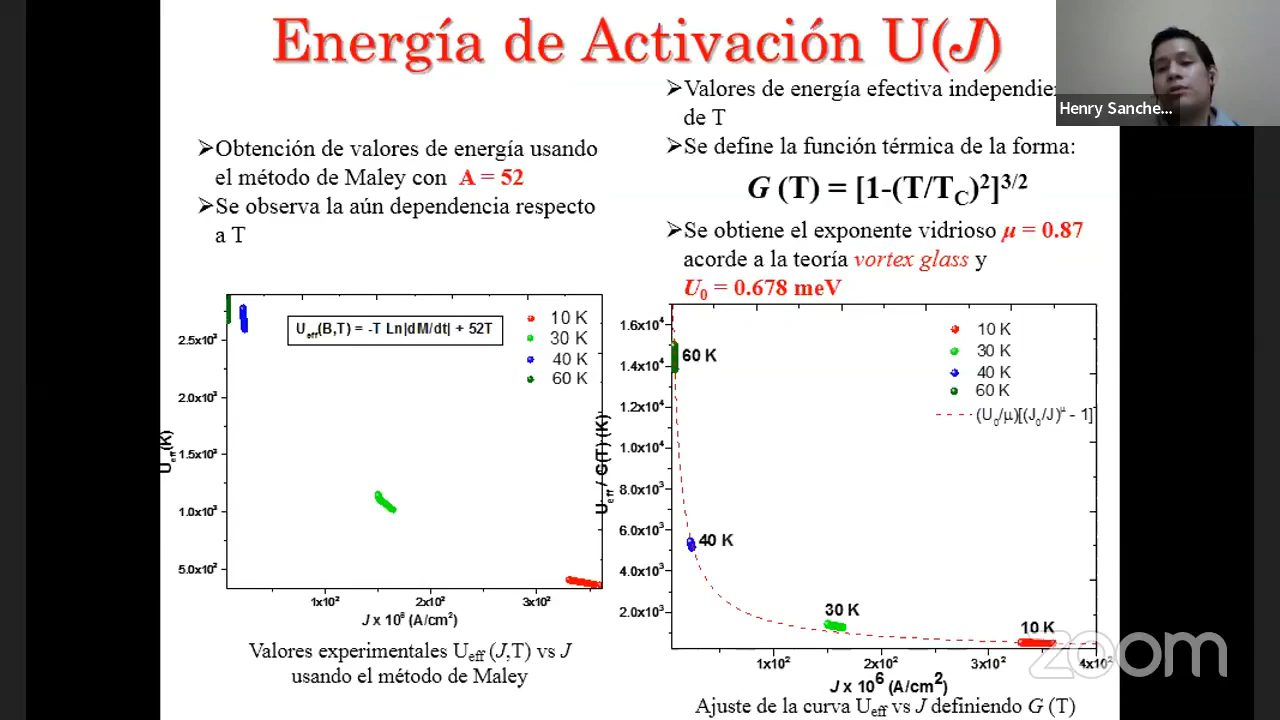 Energía de Activación U(J)
➢Obtención de valores de energía usando
el método de Maley con A = 52
➢Se observa la aún dependencia respecto
a T
➢Valores de energía efectiva
de T
➢Se define la función térmica de la forma:
G (T) = [1-(T/T_C)²]^3/2
➢Se obtiene el exponente vidrioso μ = 0.87
acorde a la teoría vortex glass y
U₀ = 0.678 meV
Henry Sanche...
U_eff(B,T) = -T Ln|dM/dt| + 52T
10 K
30 K
40 K
60 K
U_eff(K)
2.5x10³
2.0x10³
1.5x10³
1.0x10³
5.0x10²
1x10² 2x10² 3x10²
J x 10⁶ (A/cm²)
Valores experimentales U_eff (J,T) vs J
usando el método de Maley
10 K
30 K
40 K
60 K
(U₀/μ)[(J₀/J)^μ - 1]
U_eff / G(T) (K)
1.6x10⁴
1.4x10⁴
1.2x10⁴
1.0x10⁴
8.0x10³
6.0x10³
4.0x10³
2.0x10³
60 K
40 K
30 K
10 K
1x10² 2x10² 3x10² 4x10²
J x 10⁶ (A/cm²)
Ajuste de la curva U_eff vs J definiendo G (T)
zoom